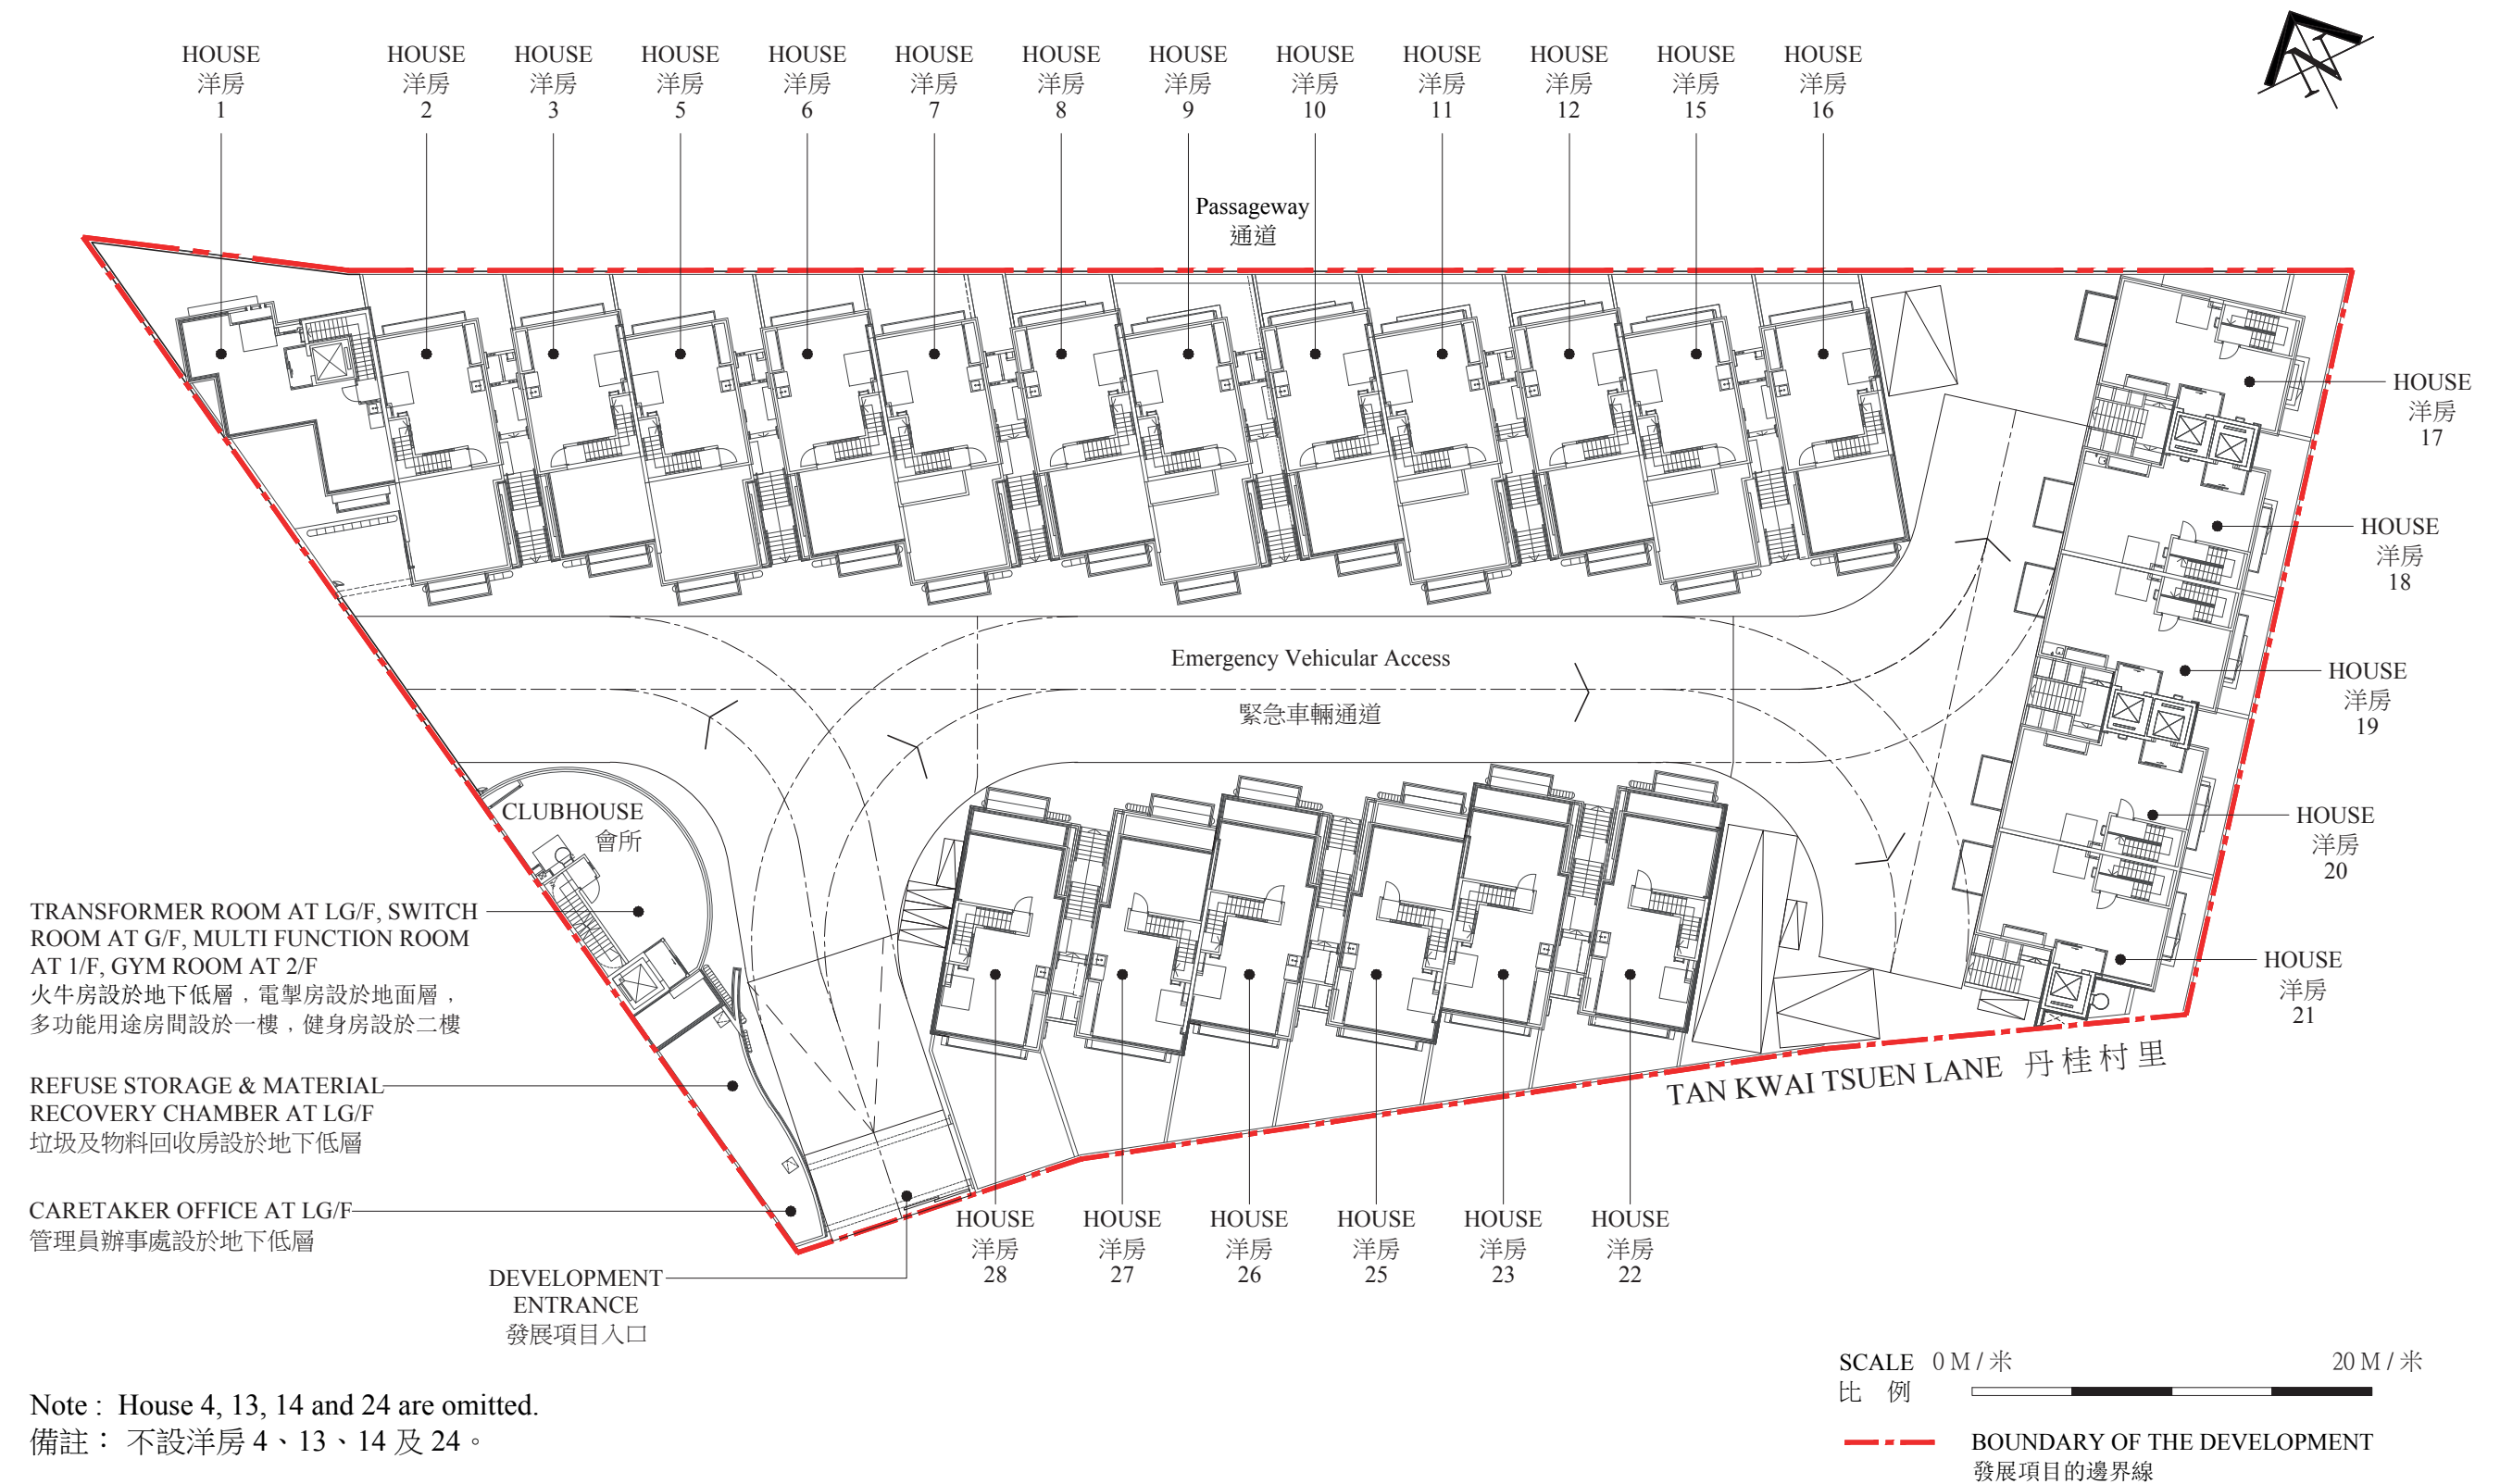 HOUSE
洋房
1
HOUSE
洋房
2
HOUSE
洋房
3
HOUSE
洋房
5
HOUSE
洋房
6
HOUSE
洋房
7
HOUSE
洋房
8
HOUSE
洋房
9
HOUSE
洋房
10
HOUSE
洋房
11
HOUSE
洋房
12
HOUSE
洋房
15
HOUSE
洋房
16
N
Passageway
通道
HOUSE
洋房
17
HOUSE
洋房
18
HOUSE
洋房
19
HOUSE
洋房
20
HOUSE
洋房
21
Emergency Vehicular Access
緊急車輛通道
CLUBHOUSE
會所
TRANSFORMER ROOM AT LG/F, SWITCH
ROOM AT G/F, MULTI FUNCTION ROOM
AT 1/F, GYM ROOM AT 2/F
火牛房設於地下低層，電掣房設於地面層，
多功能用途房間設於一樓，健身房設於二樓
REFUSE STORAGE & MATERIAL
RECOVERY CHAMBER AT LG/F
垃圾及物料回收房設於地下低層
CARETAKER OFFICE AT LG/F
管理員辦事處設於地下低層
DEVELOPMENT
ENTRANCE
發展項目入口
HOUSE
洋房
28
HOUSE
洋房
27
HOUSE
洋房
26
HOUSE
洋房
25
HOUSE
洋房
23
HOUSE
洋房
22
TAN KWAI TSUEN LANE 丹桂村里
SCALE 0 M / 米 20 M / 米
比 例
BOUNDARY OF THE DEVELOPMENT
發展項目的邊界線
Note : House 4, 13, 14 and 24 are omitted.
備註： 不設洋房 4、13、14 及 24。